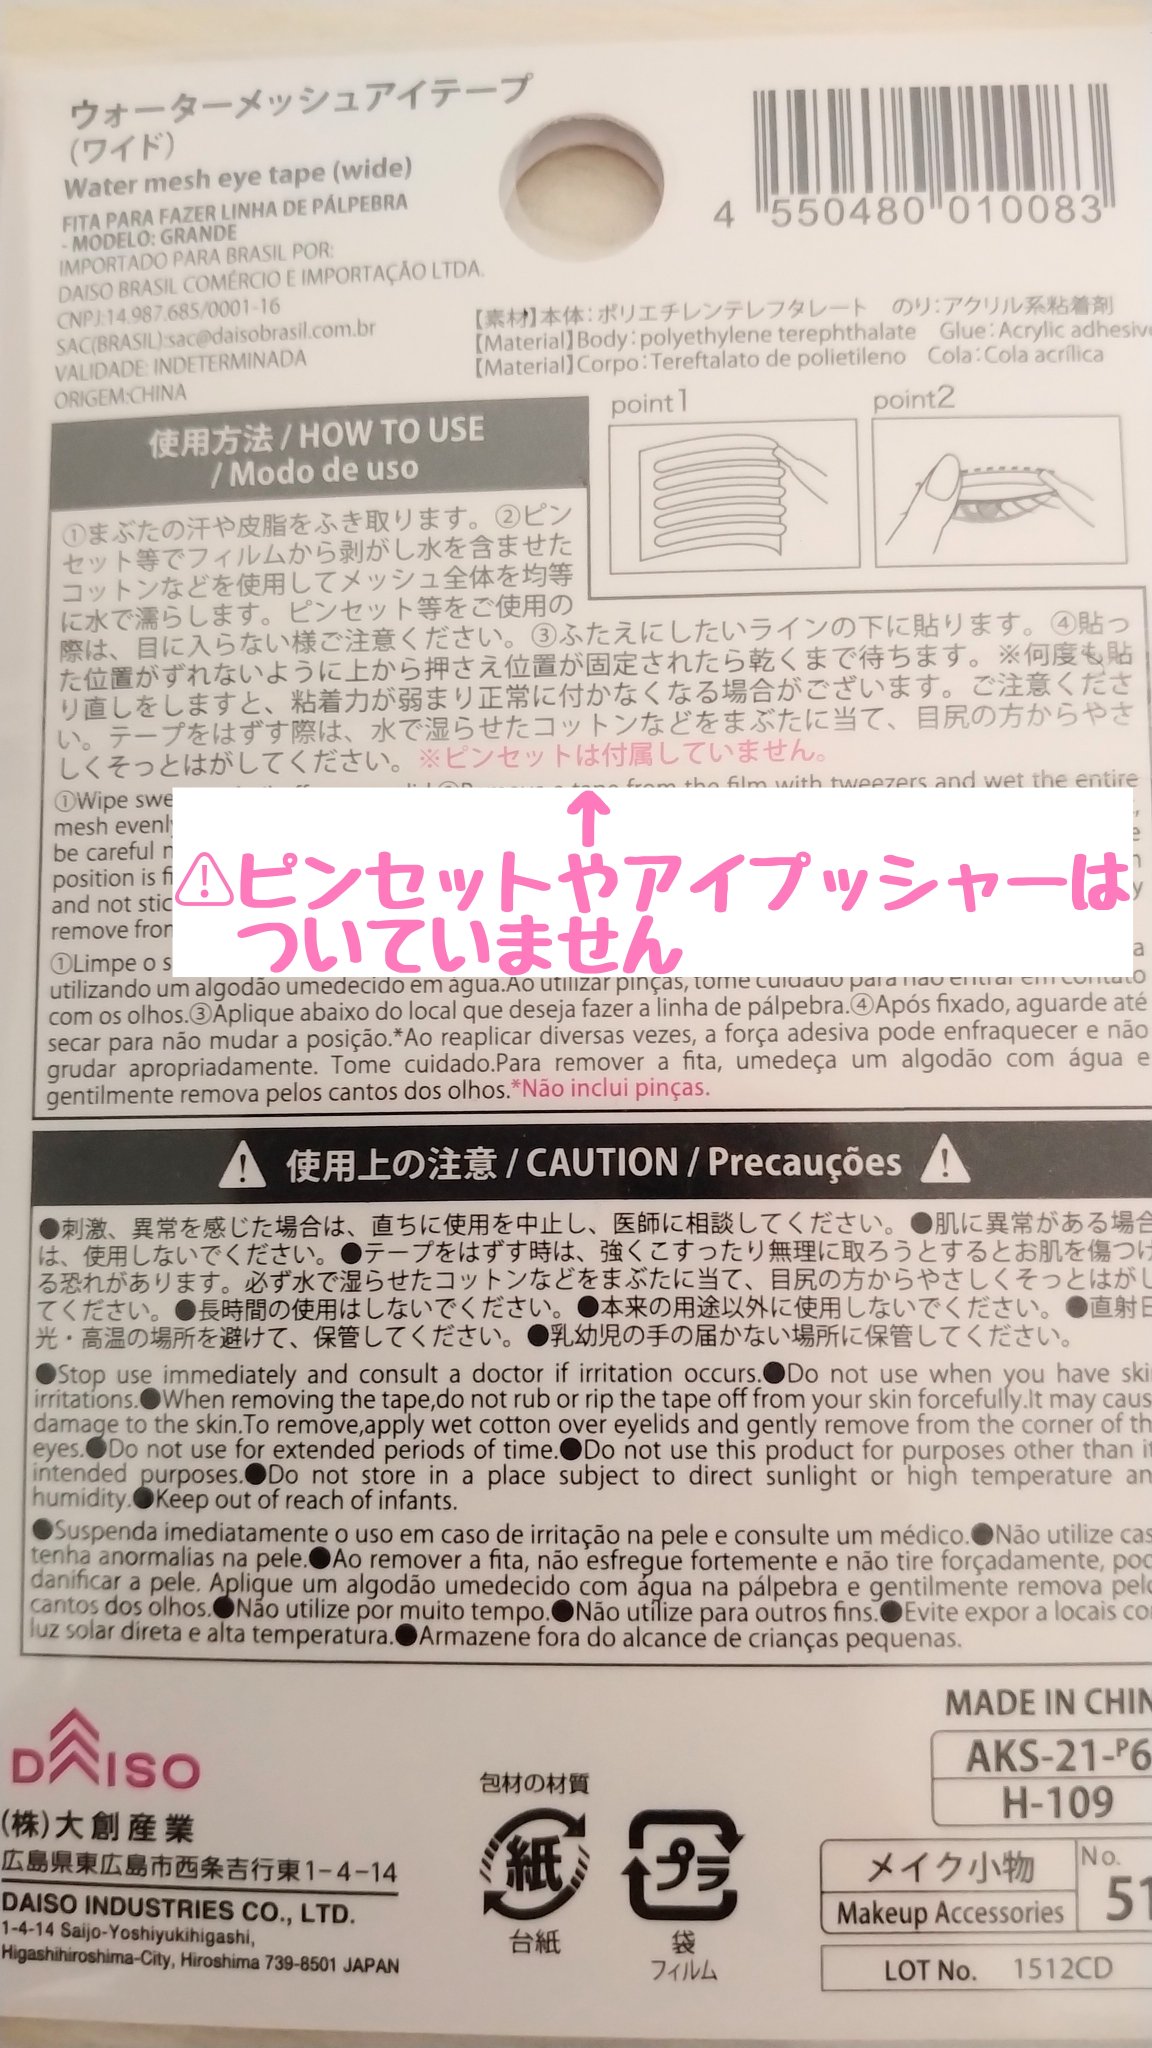 ウォーターメッシュアイテープ
(ワイド)
Water mesh eye tape (wide)
FITA PARA FAZER LINHA DE PÁLPEBRA
- MODELO: GRANDE
IMPORTADO PARA BRASIL POR:
DAISO BRASIL COMÉRCIO E IMPORTAÇÃO LTDA.
CNPJ:14.987.685/0001-16
SAC(BRASIL):sac@daisobrasil.com.br
VALIDADE: INDETERMINADA
ORIGEM:CHINA
4 550480 010083
【素材】本体:ポリエチレンテレフタレート のり:アクリル系粘着剤
【Material】Body:polyethylene terephthalate Glue:Acrylic adhesive
【Material】Corpo:Tereftalato de polietileno Cola:Cola acrílica
point1
point2
使用方法 / HOW TO USE
/ Modo de uso
①まぶたの汗や皮脂をふき取ります。②ピン
セット等でフィルムから剥がし水を含ませた
コットンなどを使用してメッシュ全体を均等
に水で濡らします。ピンセット等をご使用の
際は、目に入らない様ご注意ください。③ふたえにしたいラインの下に貼ります。④貼っ
た位置がずれないように上から押さえ位置が固定されたら乾くまで待ちます。※何度も貼
り直しをしますと、粘着力が弱まり正常に付かなくなる場合がございます。ご注意くださ
い。テープをはずす際は、水で湿らせたコットンなどをまぶたに当て、目尻の方からやさ
しくそっとはがしてください。※ピンセットは付属していません。
①Wipe tape from the film with tweezers and wet the entire
mesh
be careful
position is
and not
remove
↑
⚠ピンセットやアイプッシャーは
ついていません
①Limpe o
utilizando um algodão umedecido em água.Ao utilizar pinças, tome cuidado para não entrar em contato
com os olhos.③Aplique abaixo do local que deseja fazer a linha de pálpebra.④Após fixado, aguarde até
secar para não mudar a posição.*Ao reaplicar diversas vezes, a força adesiva pode enfraquecer e não
grudar apropriadamente. Tome cuidado.Para remover a fita, umedeça um algodão com água e
gentilmente remova pelos cantos dos olhos.*Não inclui pinças.
⚠ 使用上の注意 / CAUTION / Precauções ⚠
●刺激、異常を感じた場合は、直ちに使用を中止し、医師に相談してください。●肌に異常がある場合
は、使用しないでください。●テープをはずす時は、強くこすったり無理に取ろうとするとお肌を傷つけ
る恐れがあります。必ず水で湿らせたコットンなどをまぶたに当て、目尻の方からやさしくそっとはがし
てください。●長時間の使用はしないでください。●本来の用途以外に使用しないでください。●直射日
光・高温の場所を避けて、保管してください。●乳幼児の手の届かない場所に保管してください。
●Stop use immediately and consult a doctor if irritation occurs.●Do not use when you have ski
irritations.●When removing the tape,do not rub or rip the tape off from your skin forcefully.It may caus
damage to the skin.To remove,apply wet cotton over eyelids and gently remove from the corner of th
eyes.●Do not use for extended periods of time.●Do not use this product for purposes other than it
intended purposes.●Do not store in a place subject to direct sunlight or high temperature an
humidity.●Keep out of reach of infants.
●Suspenda imediatamente o uso em caso de irritação na pele e consulte um médico.●Não utilize cas
tenha anormalias na pele.●Ao remover a fita, não esfregue fortemente e não tire forçadamente, pod
danificar a pele. Aplique um algodão umedecido com água na pálpebra e gentilmente remova pelo
cantos dos olhos.●Não utilize por muito tempo.●Não utilize para outros fins.●Evite expor a locais co
luz solar direta e alta temperatura.●Armazene fora do alcance de crianças pequenas.
DAISO
(株)大創産業
広島県東広島市西条吉行東1-4-14
DAISO INDUSTRIES CO., LTD.
1-4-14 Saijo-Yoshiyukihigashi,
Higashihiroshima-City, Hiroshima 739-8501 JAPAN
包材の材質
紙
台紙
プラ
袋
フィルム
MADE IN CHIN
AKS-21-P6
H-109
メイク小物
Makeup Accessories
No.
51
LOT No. 1512CD